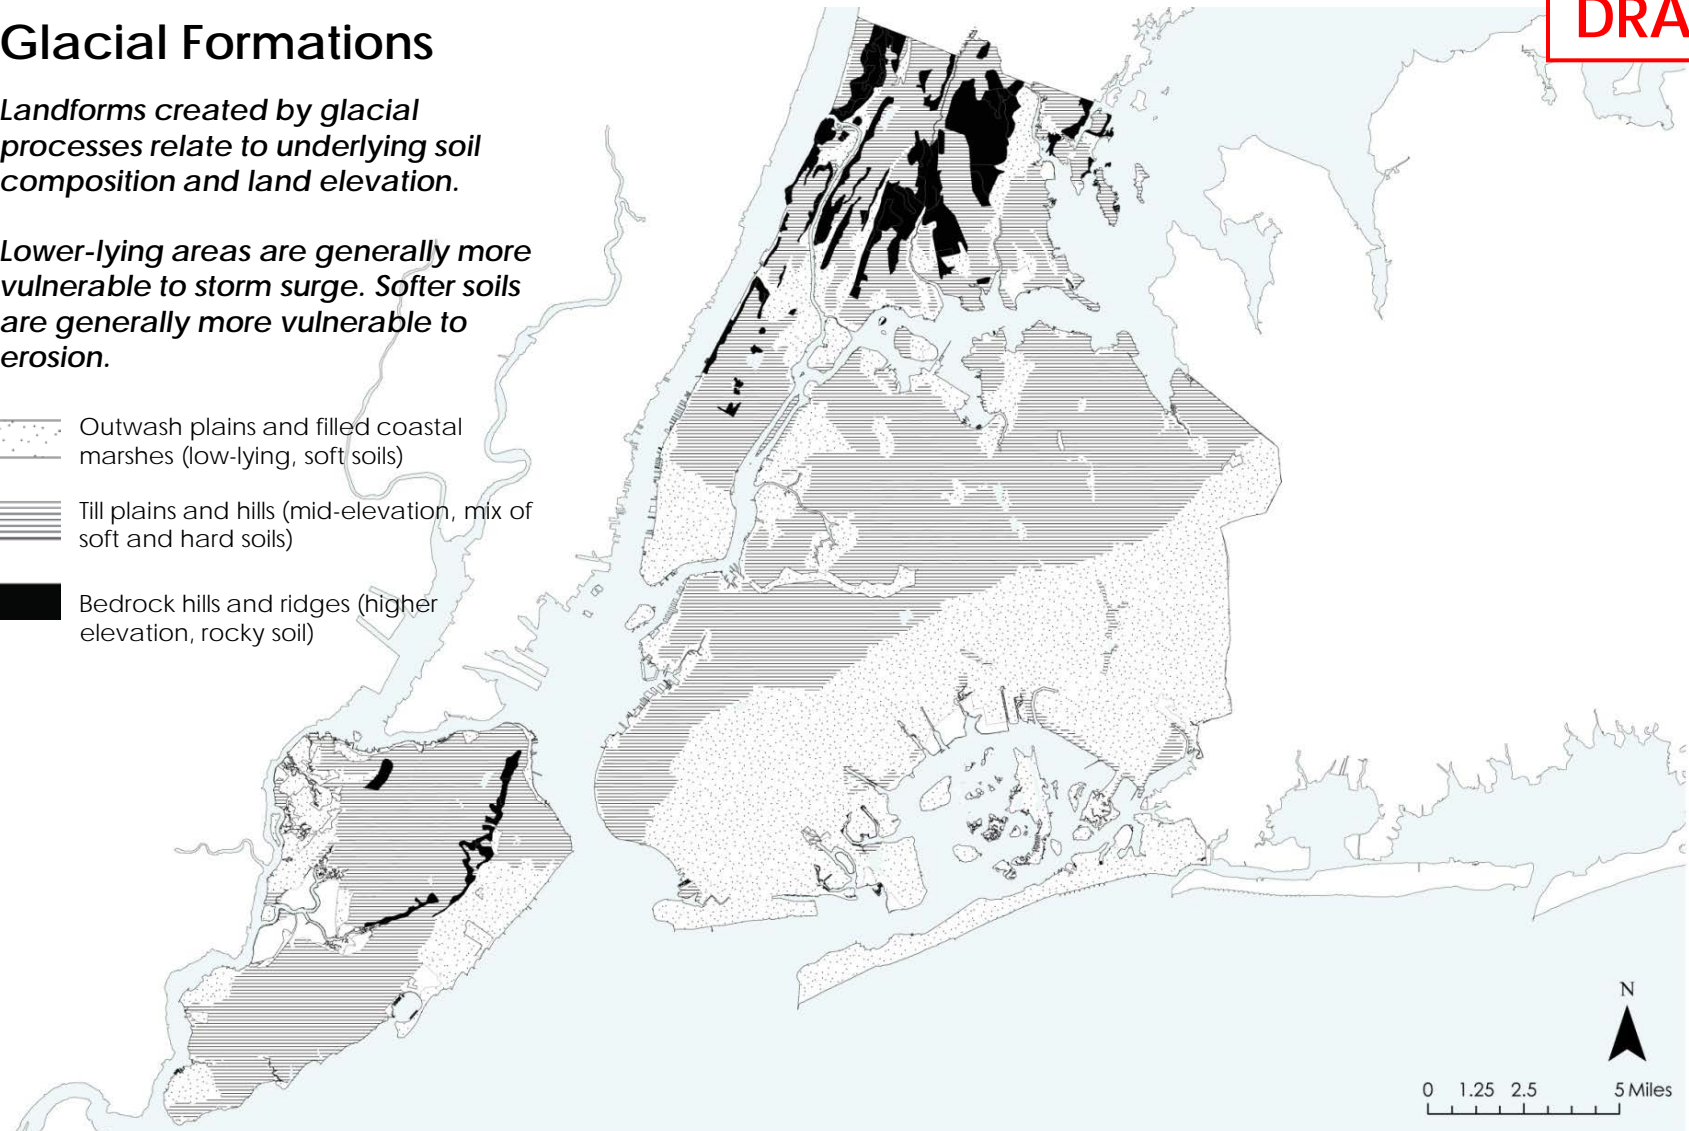 Glacial Formations
DRA
Landforms created by glacial
processes relate to underlying soil
composition and land elevation.
Lower-lying areas are generally more
vulnerable to storm surge. Softer soils
are generally more vulnerable to
erosion.
Outwash plains and filled coastal
marshes (low-lying, soft soils)
Till plains and hills (mid-elevation, mix of
soft and hard soils)
Bedrock hills and ridges (higher
elevation, rocky soil)
N
0 1.25 2.5 5 Miles